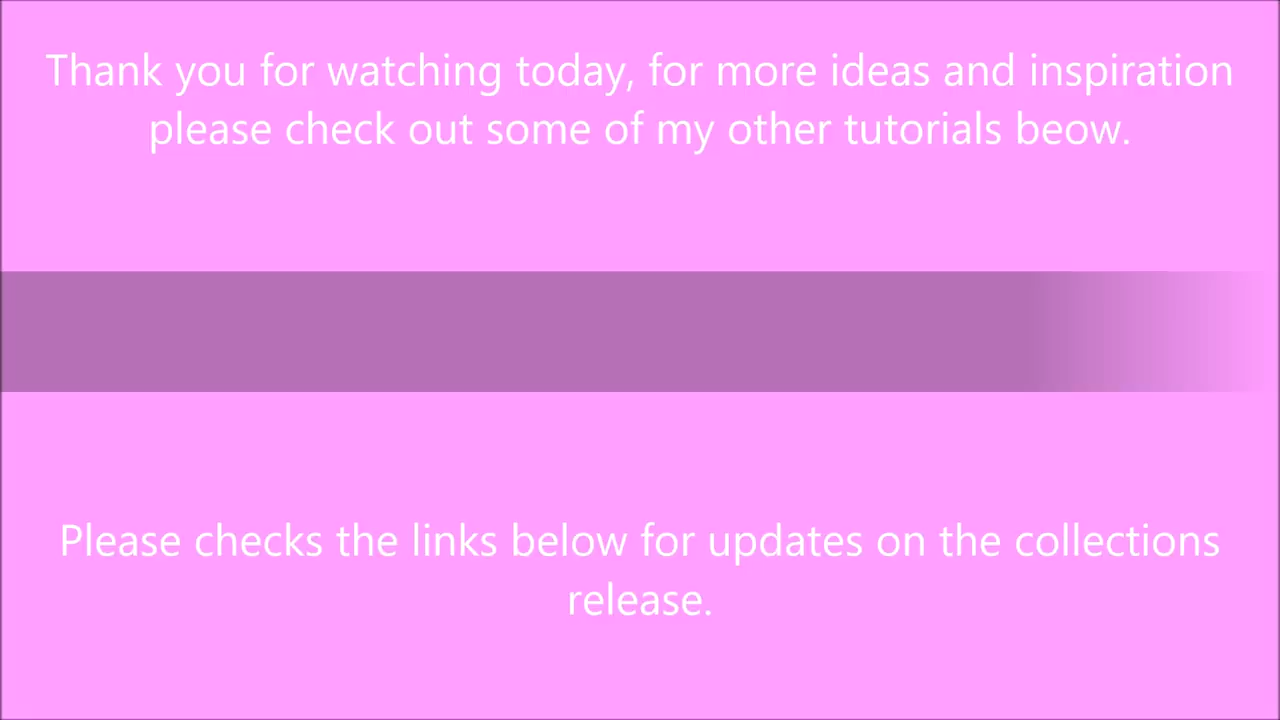 Thank you for watching today, for more ideas and inspiration
please check out some of my other tutorials beow.
Please checks the links below for updates on the collections
release.